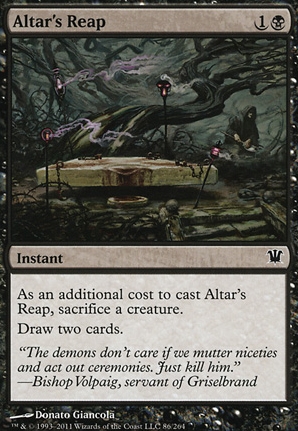 Altar's Reap 1
Instant
As an additional cost to cast Altar's
Reap, sacrifice a creature.
Draw two cards.
"The demons don't care if we mutter niceties
and act out ceremonies. Just kill him."
—Bishop Volpaig, servant of Griselbrand
Donato Giancola
™ & © 1993–2011 Wizards of the Coast LLC 86/264